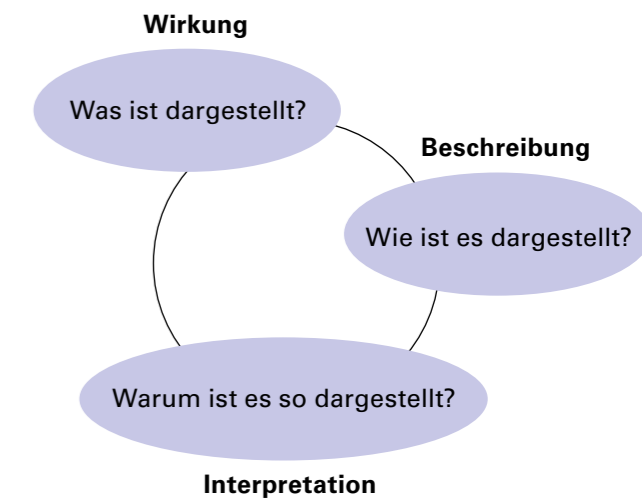 Wirkung
Was ist dargestellt?
Beschreibung
Wie ist es dargestellt?
Warum ist es so dargestellt?
Interpretation